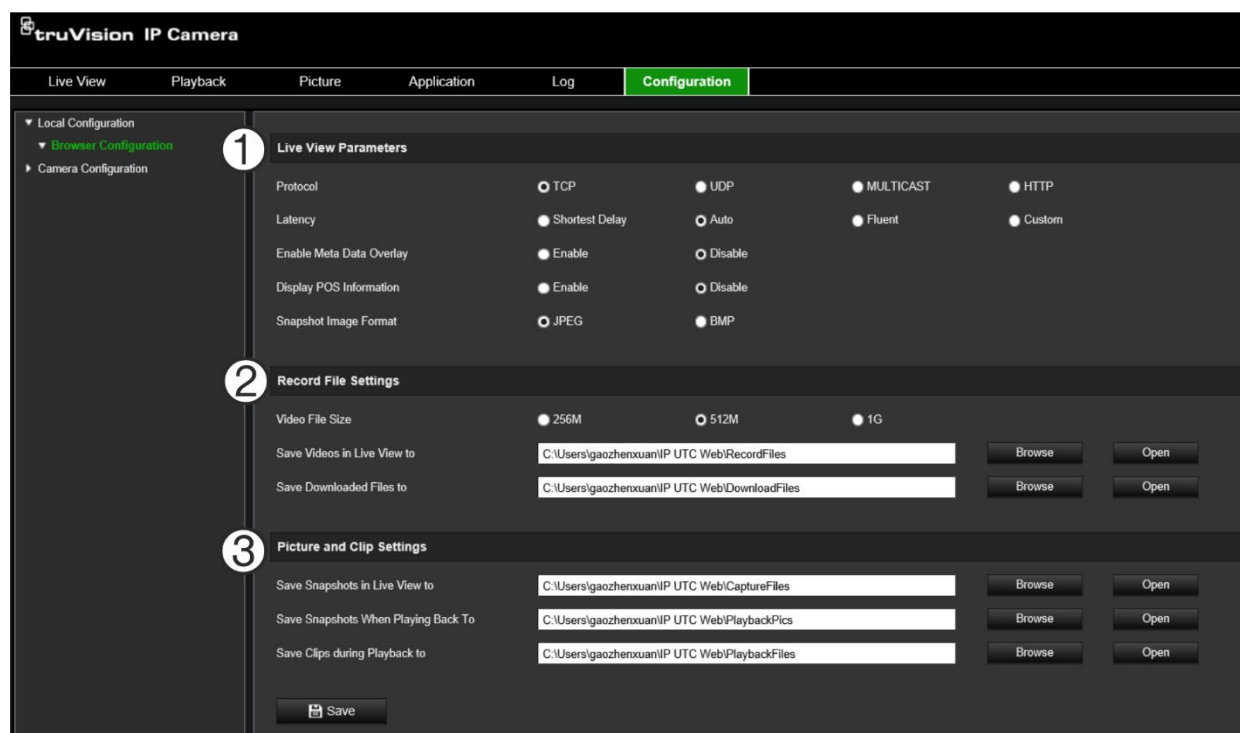 truVision IP Camera
Live View Playback Picture Application Log Configuration
Local Configuration
Browser Configuration
Camera Configuration
1 Live View Parameters
Protocol TCP UDP MULTICAST HTTP
Latency Shortest Delay Auto Fluent Custom
Enable Meta Data Overlay Enable Disable
Display POS Information Enable Disable
Snapshot Image Format JPEG BMP
2 Record File Settings
Video File Size 256M 512M 1G
Save Videos in Live View to C:\Users\gaozhenxuan\IP UTC Web\RecordFiles Browse Open
Save Downloaded Files to C:\Users\gaozhenxuan\IP UTC Web\DownloadFiles Browse Open
3 Picture and Clip Settings
Save Snapshots in Live View to C:\Users\gaozhenxuan\IP UTC Web\CaptureFiles Browse Open
Save Snapshots When Playing Back To C:\Users\gaozhenxuan\IP UTC Web\PlaybackPics Browse Open
Save Clips during Playback to C:\Users\gaozhenxuan\IP UTC Web\PlaybackFiles Browse Open
Save